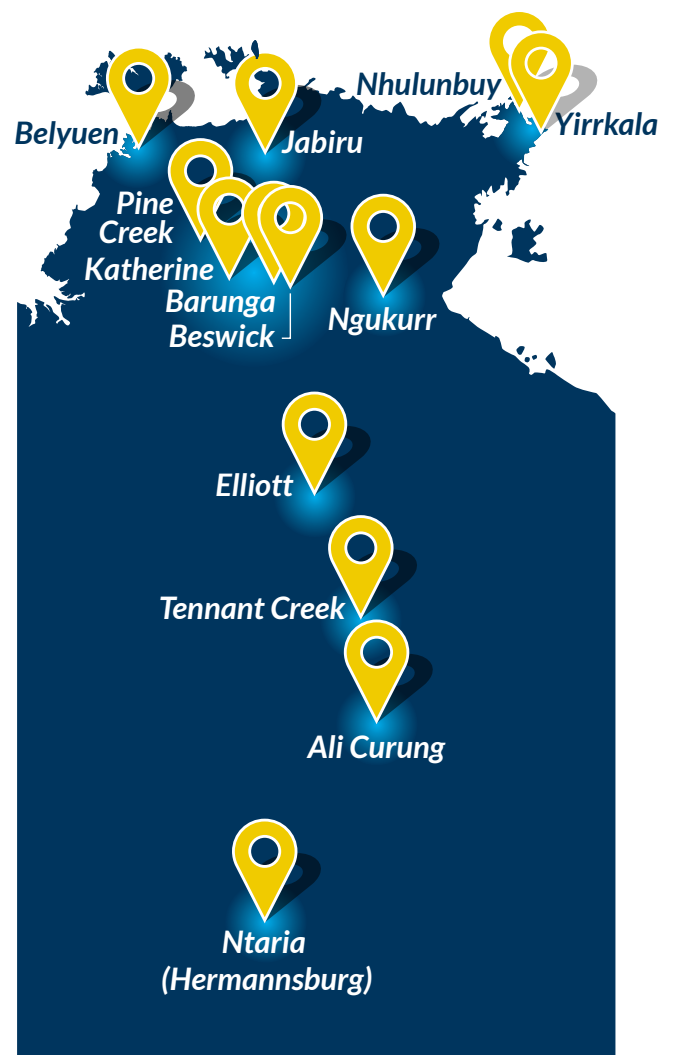 Nhulunbuy
Belyuen
Yirrkala
Jabiru
Pine
Creek
Katherine
Barunga
Beswick
Ngukurr
Elliott
Tennant Creek
Ali Curung
Ntaria
(Hermannsburg)